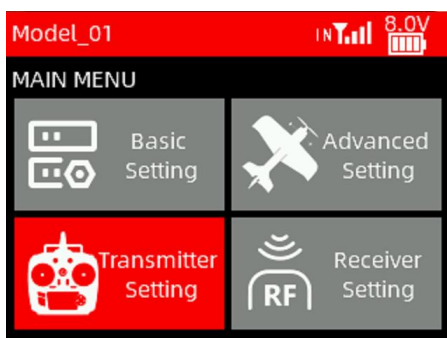 Model_01
IN
8.0V
MAIN MENU
Basic
Setting
Advanced
Setting
Transmitter
Setting
RF
Receiver
Setting